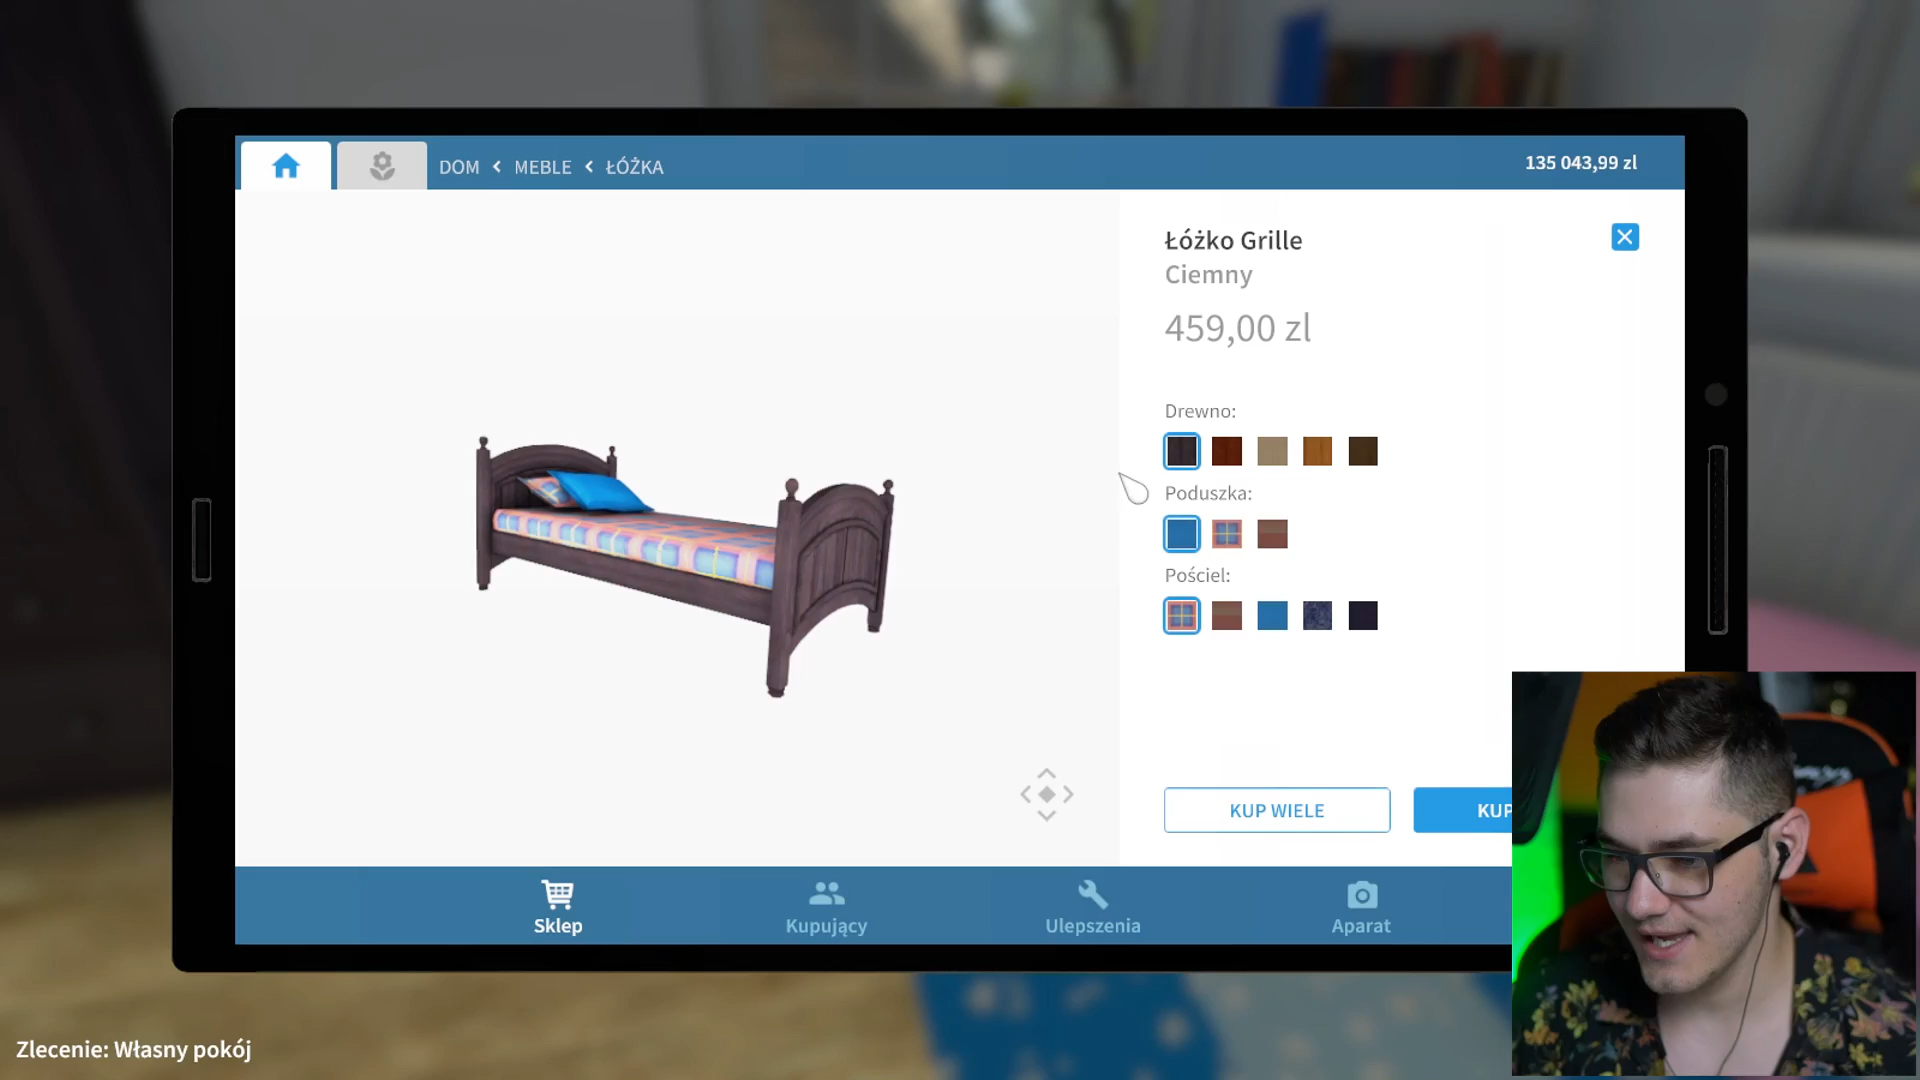 DOM < MEBLE < ŁÓŻKA
135 043,99 zl
Łóżko Grille
Ciemny
459,00 zl
Drewno:
Poduszka:
Pościel:
KUP WIELE
KUP
Sklep
Kupujący
Ulepszenia
Aparat
Zlecenie: Własny pokój